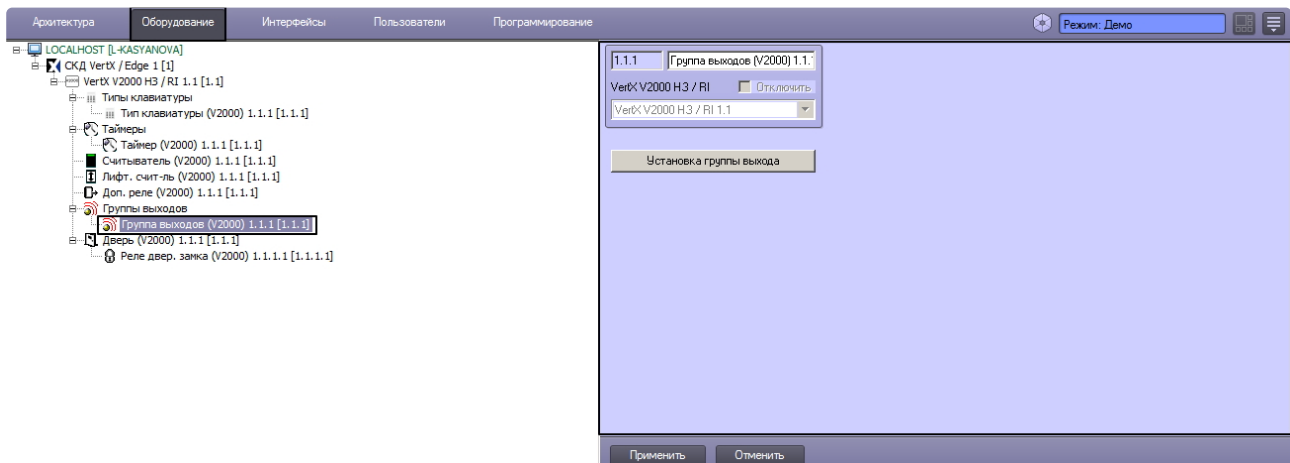 Архитектура Оборудование Интерфейсы Пользователи Программирование Режим: Демо
LOCALHOST [L-KASYANOVA]
СКД VertX / Edge 1 [1]
VertX V2000 H3 / RI 1.1 [1.1]
Типы клавиатуры
Тип клавиатуры (V2000) 1.1.1 [1.1.1]
Таймеры
Таймер (V2000) 1.1.1 [1.1.1]
Считыватель (V2000) 1.1.1 [1.1.1]
Лифт. счит-ль (V2000) 1.1.1 [1.1.1]
Доп. реле (V2000) 1.1.1 [1.1.1]
Группы выходов
Группа выходов (V2000) 1.1.1 [1.1.1]
Дверь (V2000) 1.1.1 [1.1.1]
Реле двер. замка (V2000) 1.1.1.1 [1.1.1.1]
1.1.1 Группа выходов (V2000) 1.1.
VertX V2000 H3 / RI Отключить
VertX V2000 H3 / RI 1.1
Установка группы выхода
Применить Отменить